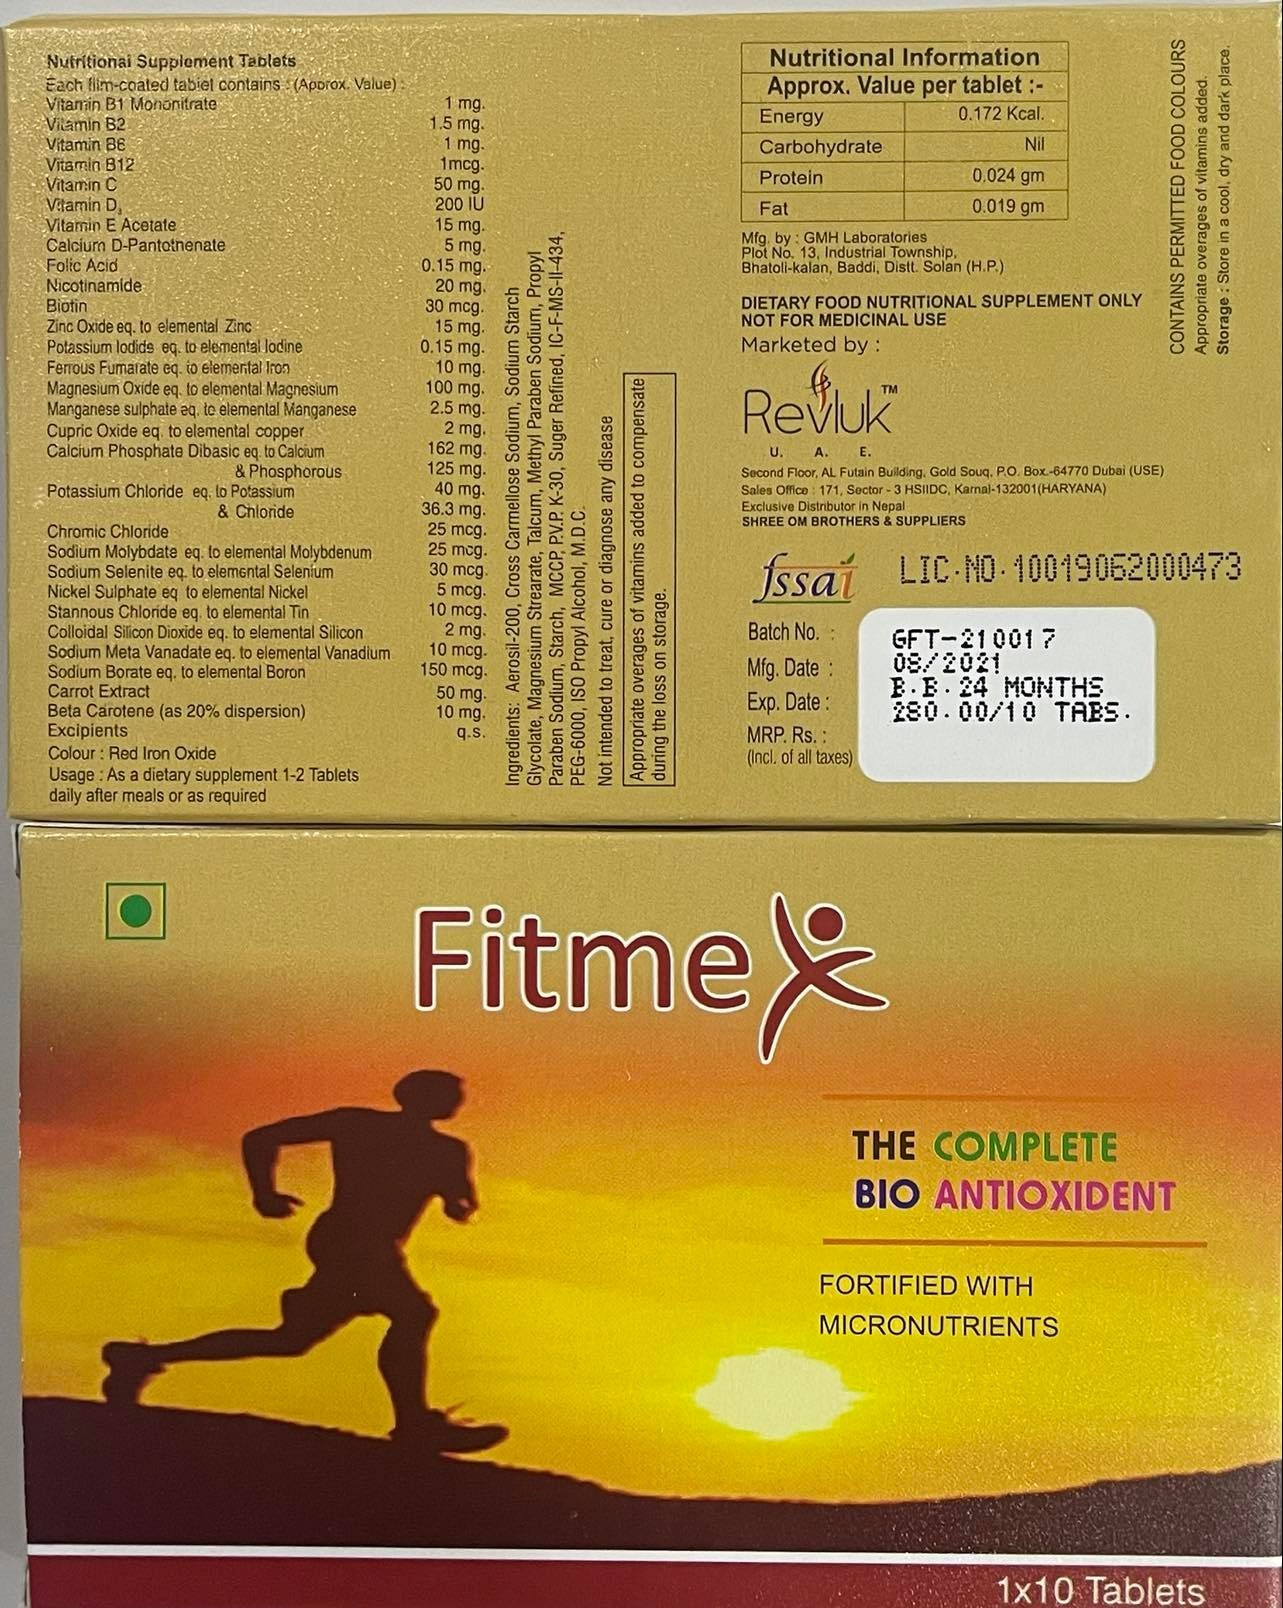 Nutritional Supplement Tablets
Each film-coated tablet contains : (Approx. Value) :
Vitamin B1 Mononitrate 1 mg.
Vitamin B2 1.5 mg.
Vitamin B6 1 mg.
Vitamin B12 1mcg.
Vitamin C 50 mg.
Vitamin D3 200 IU
Vitamin E Acetate 15 mg.
Calcium D-Pantothenate 5 mg.
Folic Acid 0.15 mg.
Nicotinamide 20 mg.
Biotin 30 mcg.
Zinc Oxide eq. to elemental Zinc 15 mg.
Potassium Iodide eq. to elemental Iodine 0.15 mg.
Ferrous Fumarate eq. to elemental Iron 10 mg.
Magnesium Oxide eq. to elemental Magnesium 100 mg.
Manganese sulphate eq. to elemental Manganese 2.5 mg.
Cupric Oxide eq. to elemental copper 2 mg.
Calcium Phosphate Dibasic eq. to Calcium 162 mg.
& Phosphorous 125 mg.
Potassium Chloride eq. to Potassium 40 mg.
& Chloride 36.3 mg.
Chromic Chloride 25 mcg.
Sodium Molybdate eq. to elemental Molybdenum 25 mcg.
Sodium Selenite eq. to elemental Selenium 30 mcg.
Nickel Sulphate eq to elemental Nickel 5 mcg.
Stannous Chloride eq. to elemental Tin 10 mcg.
Colloidal Silicon Dioxide eq. to elemental Silicon 2 mg.
Sodium Meta Vanadate eq. to elemental Vanadium 10 mcg.
Sodium Borate eq. to elemental Boron 150 mcg.
Carrot Extract 50 mg.
Beta Carotene (as 20% dispersion) 10 mg.
Excipients q.s.
Colour : Red Iron Oxide
Usage : As a dietary supplement 1-2 Tablets
daily after meals or as required
Ingredients: Aerosil-200, Cross Carmellose Sodium, Sodium Starch
Glycolate, Magnesium Strearate, Talcum, Methyl Paraben Sodium, Propyl
Paraben Sodium, Starch, MCCP, P.V.P. K-30, Suger Refined, IC-F-MS-II-434,
PEG-6000, ISO Propyl Alcohol, M.D.C.
Not intended to treat, cure or diagnose any disease
Appropriate overages of vitamins added to compensate
during the loss on storage.
Nutritional Information
Approx. Value per tablet :-
Energy 0.172 Kcal.
Carbohydrate Nil
Protein 0.024 gm
Fat 0.019 gm
Mfg. by : GMH Laboratories
Plot No. 13, Industrial Township,
Bhatoli-kalan, Baddi, Distt. Solan (H.P.)
DIETARY FOOD NUTRITIONAL SUPPLEMENT ONLY
NOT FOR MEDICINAL USE
Marketed by :
Revluk™
U. A. E.
Second Floor, AL Futain Building, Gold Souq, P.O. Box.-64770 Dubai (USE)
Sales Office : 171, Sector - 3 HSIIDC, Karnal-132001(HARYANA)
Exclusive Distributor in Nepal
SHREE OM BROTHERS & SUPPLIERS
fssai LIC.NO.10019062000473
Batch No. : GFT-210017
Mfg. Date : 08/2021
Exp. Date : B.B.24 MONTHS
MRP. Rs. : 280.00/10 TABS.
(Incl. of all taxes)
CONTAINS PERMITTED FOOD COLOURS
Appropriate overages of vitamins added.
Storage : Store in a cool, dry and dark place.
Fitmex
THE COMPLETE
BIO ANTIOXIDENT
FORTIFIED WITH
MICRONUTRIENTS
1x10 Tablets